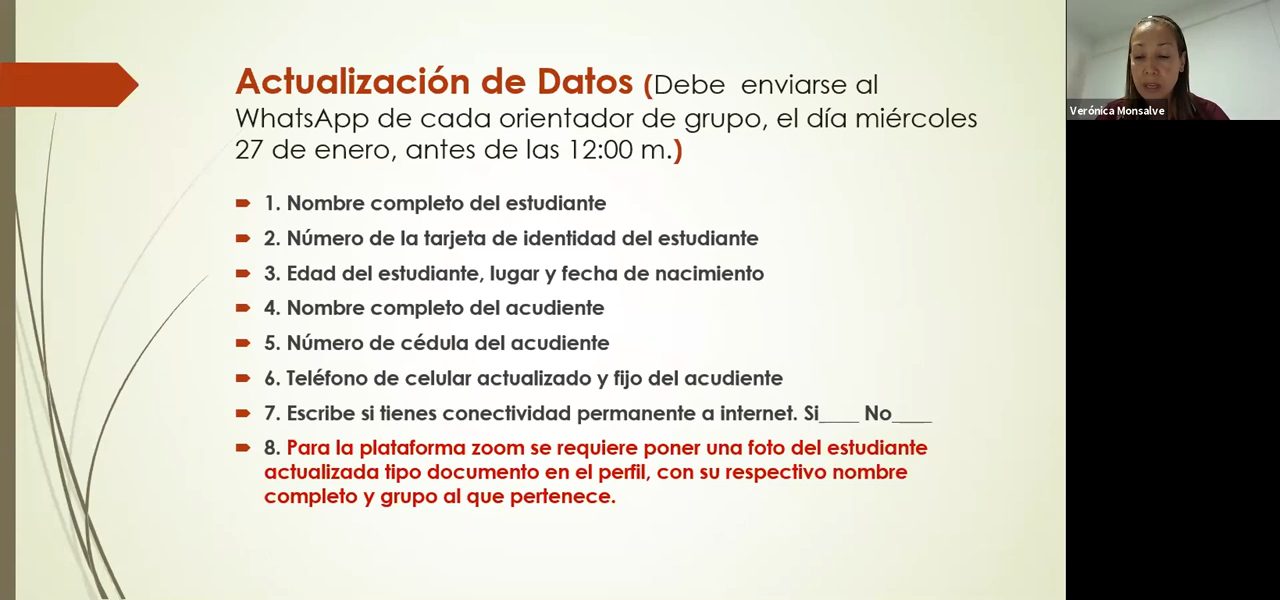 Actualización de Datos (Debe enviarse al
WhatsApp de cada orientador de grupo, el día miércoles
27 de enero, antes de las 12:00 m.)
1. Nombre completo del estudiante
2. Número de la tarjeta de identidad del estudiante
3. Edad del estudiante, lugar y fecha de nacimiento
4. Nombre completo del acudiente
5. Número de cédula del acudiente
6. Teléfono de celular actualizado y fijo del acudiente
7. Escribe si tienes conectividad permanente a internet. Si____ No____
8. Para la plataforma zoom se requiere poner una foto del estudiante
actualizada tipo documento en el perfil, con su respectivo nombre
completo y grupo al que pertenece.
Verónica Monsalve